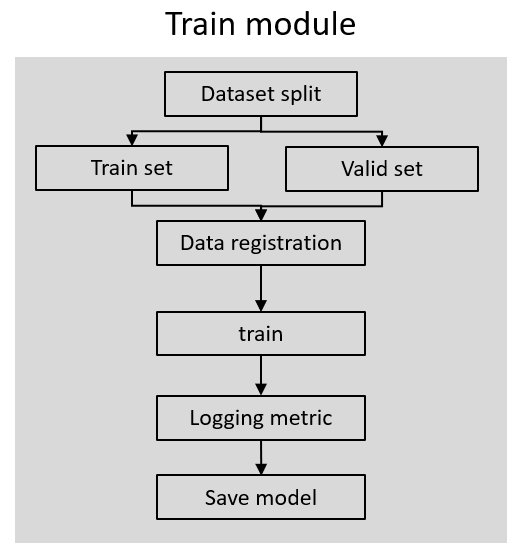 Train module
Dataset split
Train set
Valid set
Data registration
train
Logging metric
Save model